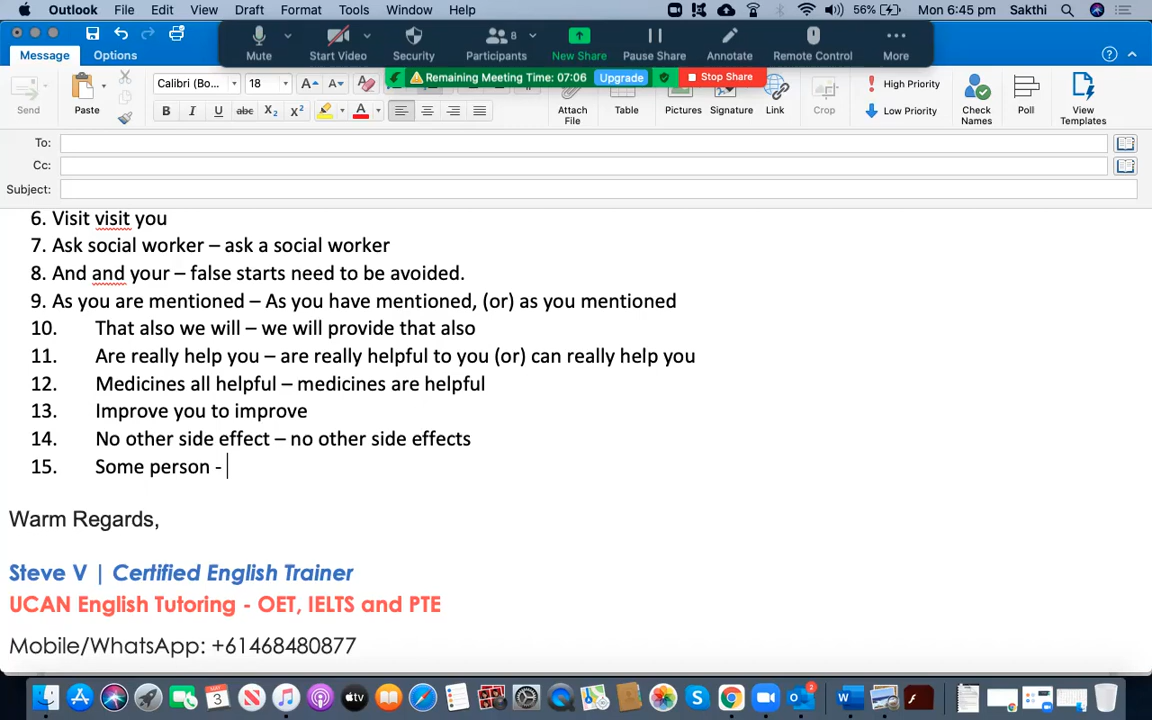 Outlook File Edit View Draft Format Tools Window Help 56% Mon 6:45 pm Sakthi
Message Options
Mute Start Video Security Participants 8 New Share Pause Share Annotate Remote Control More
Remaining Meeting Time: 07:06 Upgrade Stop Share
Send Paste Calibri (Bo... 18 A A
B I U abc X2 X2 A
Attach File Table Pictures Signature Link Crop High Priority Low Priority Check Names Poll View Templates
To:
Cc:
Subject:
6. Visit visit you
7. Ask social worker – ask a social worker
8. And and your – false starts need to be avoided.
9. As you are mentioned – As you have mentioned, (or) as you mentioned
10. That also we will – we will provide that also
11. Are really help you – are really helpful to you (or) can really help you
12. Medicines all helpful – medicines are helpful
13. Improve you to improve
14. No other side effect – no other side effects
15. Some person -
Warm Regards,
Steve V | Certified English Trainer
UCAN English Tutoring - OET, IELTS and PTE
Mobile/WhatsApp: +61468480877